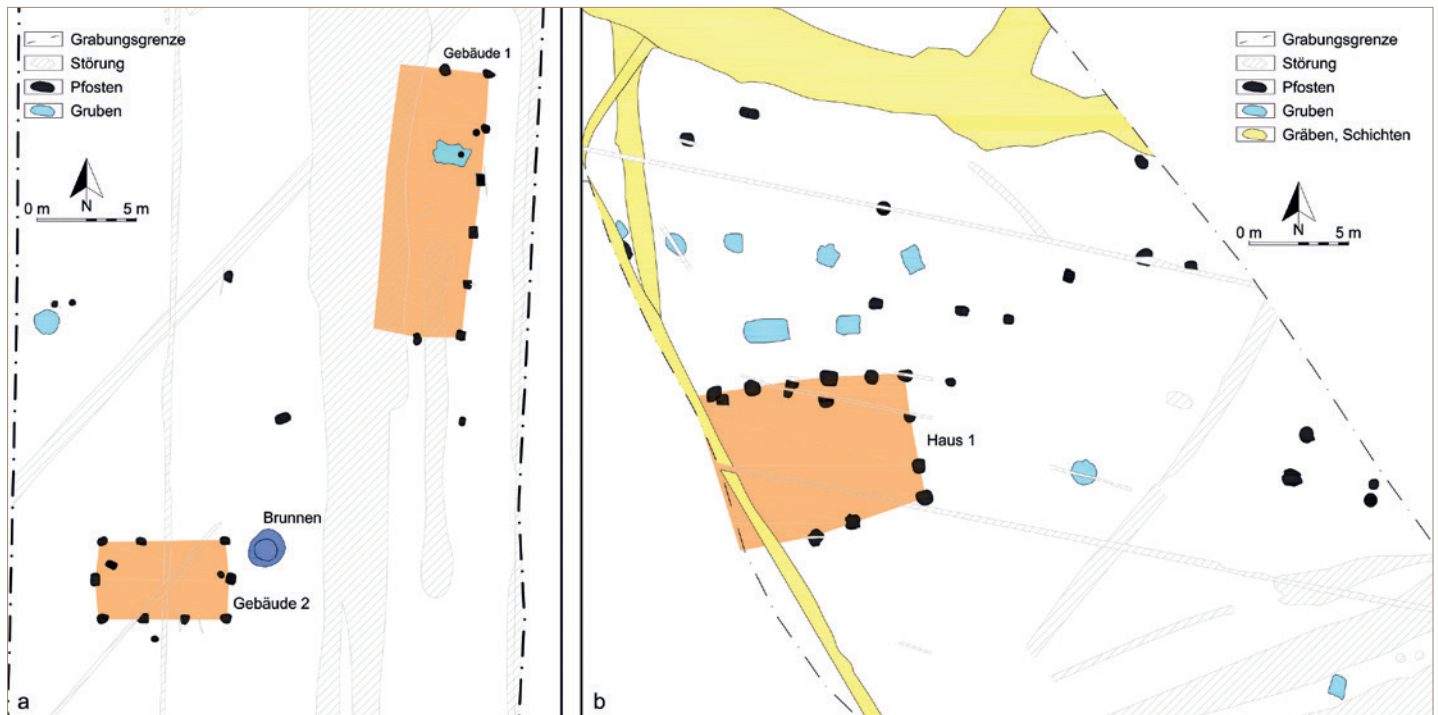 Grabungsgrenze
Störung
Pfosten
Gruben
N
0 m 5 m
Gebäude 1
Brunnen
Gebäude 2
a
Grabungsgrenze
Störung
Pfosten
Gruben
Gräben, Schichten
N
0 m 5 m
Haus 1
b